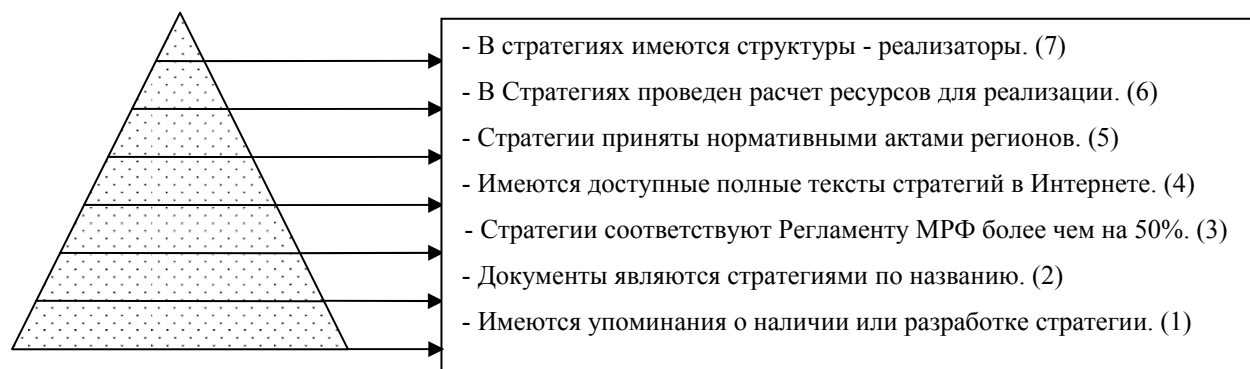 - В стратегиях имеются структуры - реализаторы. (7)
- В Стратегиях проведен расчет ресурсов для реализации. (6)
- Стратегии приняты нормативными актами регионов. (5)
- Имеются доступные полные тексты стратегий в Интернете. (4)
- Стратегии соответствуют Регламенту МРФ более чем на 50%. (3)
- Документы являются стратегиями по названию. (2)
- Имеются упоминания о наличии или разработке стратегии. (1)